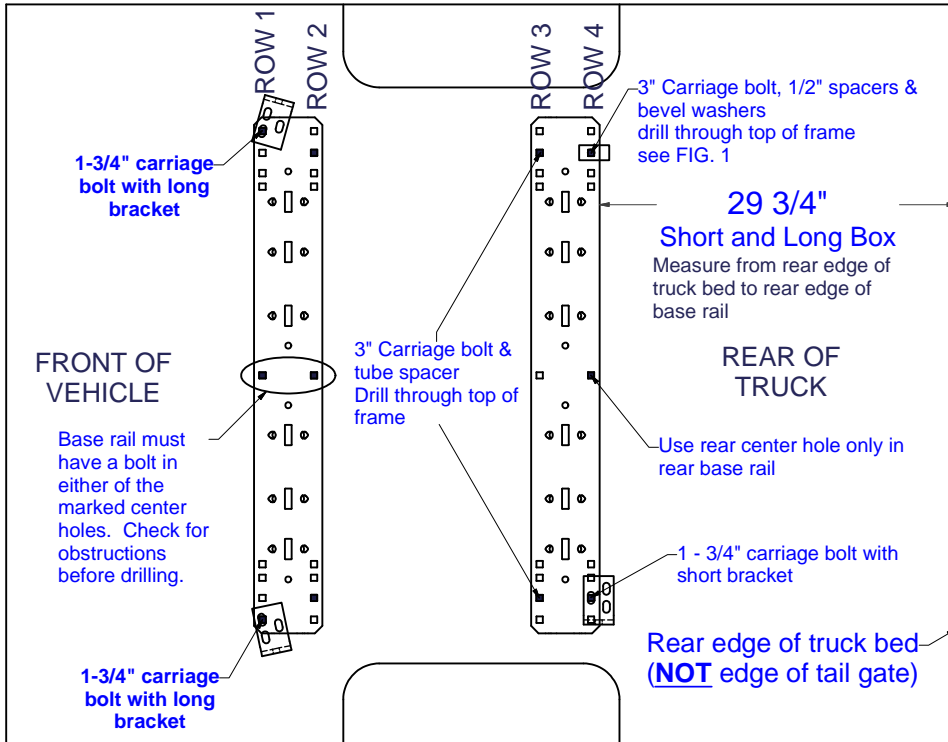 ROW 1
ROW 2
ROW 3
ROW 4
3" Carriage bolt, 1/2" spacers &
bevel washers
drill through top of frame
see FIG. 1
1-3/4" carriage
bolt with long
bracket
29 3/4"
Short and Long Box
Measure from rear edge of
truck bed to rear edge of
base rail
FRONT OF
VEHICLE
3" Carriage bolt &
tube spacer
Drill through top of
frame
REAR OF
TRUCK
Base rail must
have a bolt in
either of the
marked center
holes. Check for
obstructions
before drilling.
Use rear center hole only in
rear base rail
1 - 3/4" carriage bolt with
short bracket
Rear edge of truck bed
(NOT edge of tail gate)
1-3/4" carriage
bolt with long
bracket